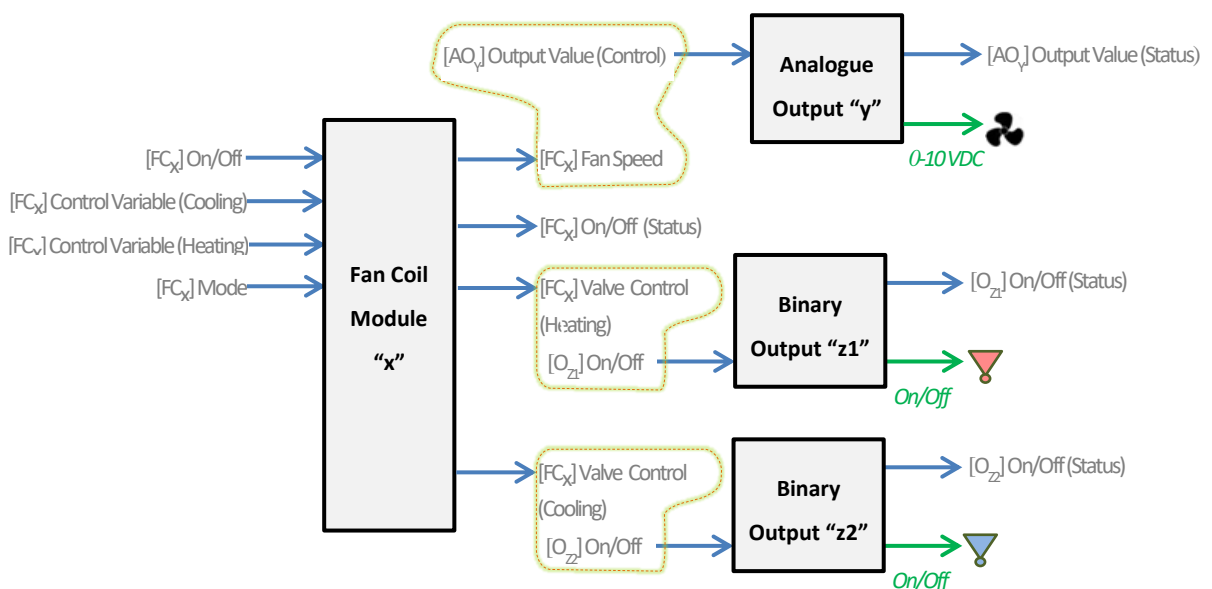 [AOY] Output Value (Control)
Analogue
Output “y”
[AOY] Output Value (Status)
0-10 VDC
[FCX] On/Off
[FCX] Fan Speed
[FCX] Control Variable (Cooling)
[FCX] On/Off (Status)
[FCX] Control Variable (Heating)
[FCX] Mode
Fan Coil
Module
“x”
[FCX] Valve Control
(Heating)
[OZ1] On/Off
Binary
Output “z1”
[OZ1] On/Off (Status)
On/Off
[FCX] Valve Control
(Cooling)
[OZ2] On/Off
Binary
Output “z2”
[OZ2] On/Off (Status)
On/Off